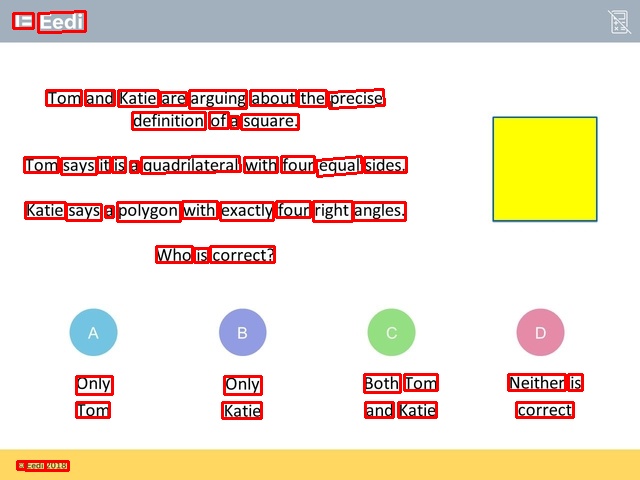 Eedi
Tom and Katie are arguing about the precise
definition of a square.
Tom says it is a quadrilateral with four equal sides.
Katie says a polygon with exactly four right angles.
Who is correct?
A B C D
Only Only Both Tom Neither is
Tom Katie and Katie correct
© Eedi 2018